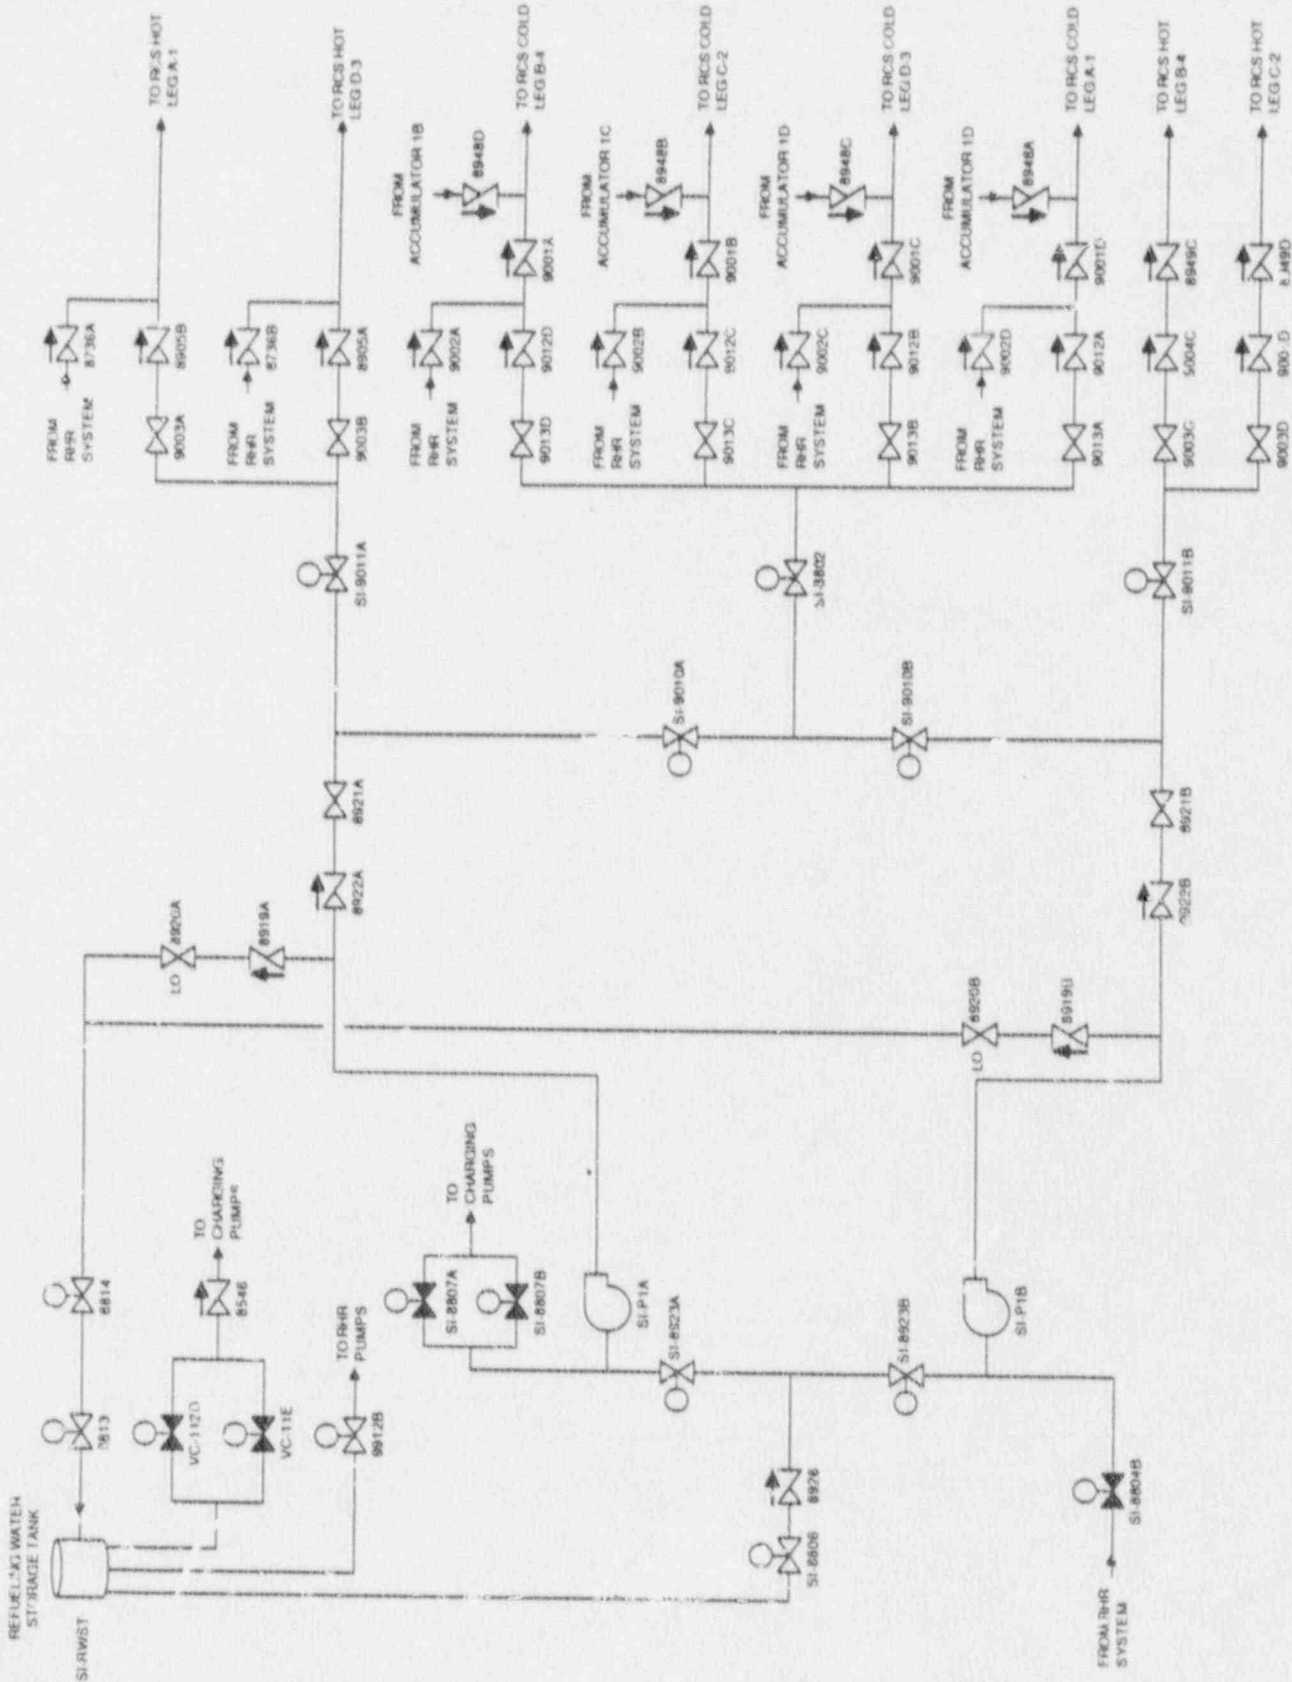 TO RCS HOT
LEG A-1
TO RCS HOT
LEG D-3
TO RCS COLD
LEG B-4
TO RCS COLD
LEG C-2
TO RCS COLD
LEG D-3
TO RCS COLD
LEG A-1
TO RCS HOT
LEG B-4
TO RCS HOT
LEG C-2
FROM
ACCUMULATOR 1B
8948D
FROM
ACCUMULATOR 1C
8948B
FROM
ACCUMULATOR 1D
8948C
FROM
ACCUMULATOR 1D
8948A
9001A
9001B
9001C
9001D
8949C
8736A
8905B
8736B
8905A
9002A
9012D
9002B
9012C
9002C
9012B
9002D
9012A
9004C
FROM
RHR
SYSTEM
9003A
FROM
RHR
SYSTEM
9003B
FROM
RHR
SYSTEM
9013D
FROM
RHR
SYSTEM
9013C
FROM
RHR
SYSTEM
9013B
FROM
RHR
SYSTEM
9013A
9003C
9003D
SI-9011A
SI-8802
SI-9011B
SI-9010A
SI-9010B
8921A
8921B
8922A
8920A
LO
8919A
8920B
LO
8919B
TO
CHARGING
PUMPS
TO
CHARGING
PUMPS
8814
8546
TO RHR
PUMPS
SI-8807A
SI-8807B
SI-P1A
SI-P1B
SI-8923A
SI-8923B
VC-11E
9912B
8926
SI-8806
SI-8804B
REFUELING WATER
STORAGE TANK
SI-RWST
FROM RHR
SYSTEM